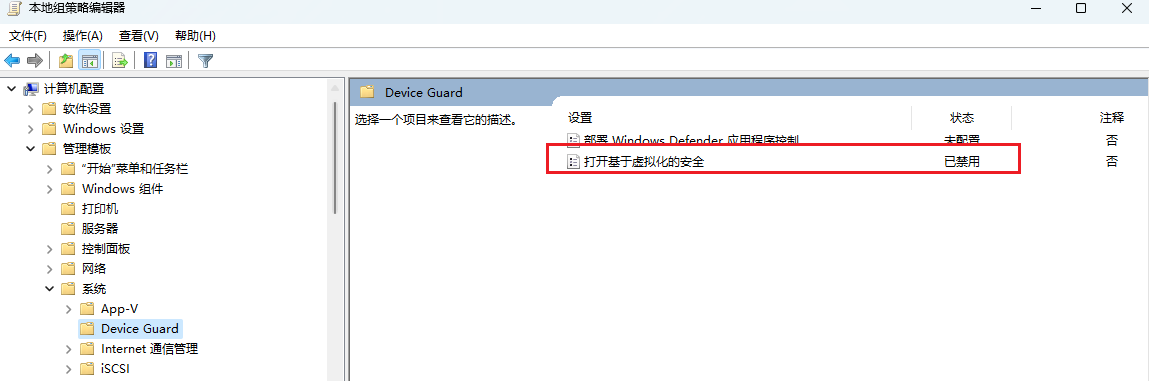 本地组策略编辑器
文件(F) 操作(A) 查看(V) 帮助(H)
计算机配置
软件设置
Windows 设置
管理模板
“开始”菜单和任务栏
Windows 组件
打印机
服务器
控制面板
网络
系统
App-V
Device Guard
Internet 通信管理
iSCSI
Device Guard
选择一个项目来查看它的描述。
设置 状态 注释
部署 Windows Defender 应用程序控制 未配置 否
打开基于虚拟化的安全 已禁用 否